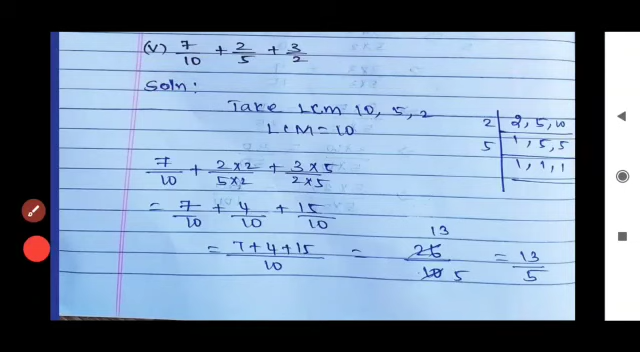 (v) 7/10 + 2/5 + 3/2
Soln:
Take LCM 10, 5, 2
LCM = 10
2 | 2, 5, 10
5 | 1, 5, 5
1, 1, 1
7/10 + 2×2/5×2 + 3×5/2×5
= 7/10 + 4/10 + 15/10
= 7+4+15/10 = 26/10 13 5 = 13/5